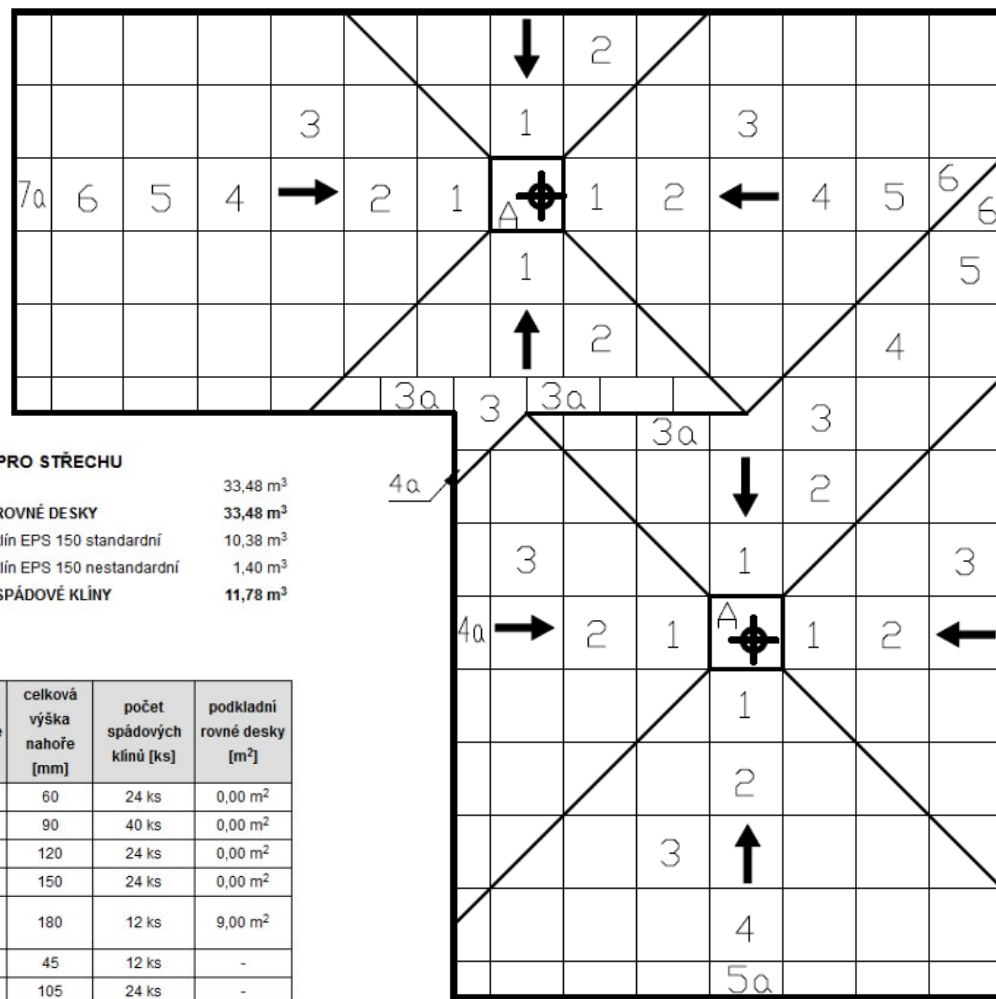 2
3
1
3
7a
6
5
4
2
1
A
1
2
4
5
6
6
1
5
2
4
3a
3
3a
3a
3
4a
2
3
1
3
4a
2
1
A
1
2
1
2
3
4
5a
PRO STŘECHU
33,48 m³
ROVNÉ DESKY 33,48 m³
klín EPS 150 standardní 10,38 m³
klín EPS 150 nestandardní 1,40 m³
SPÁDOVÉ KLÍNY 11,78 m³
celková výška nahoře [mm]
počet spádových klínů [ks]
podkladní rovné desky [m²]
60 24 ks 0,00 m²
90 40 ks 0,00 m²
120 24 ks 0,00 m²
150 24 ks 0,00 m²
180 12 ks 9,00 m²
45 12 ks -
105 24 ks -